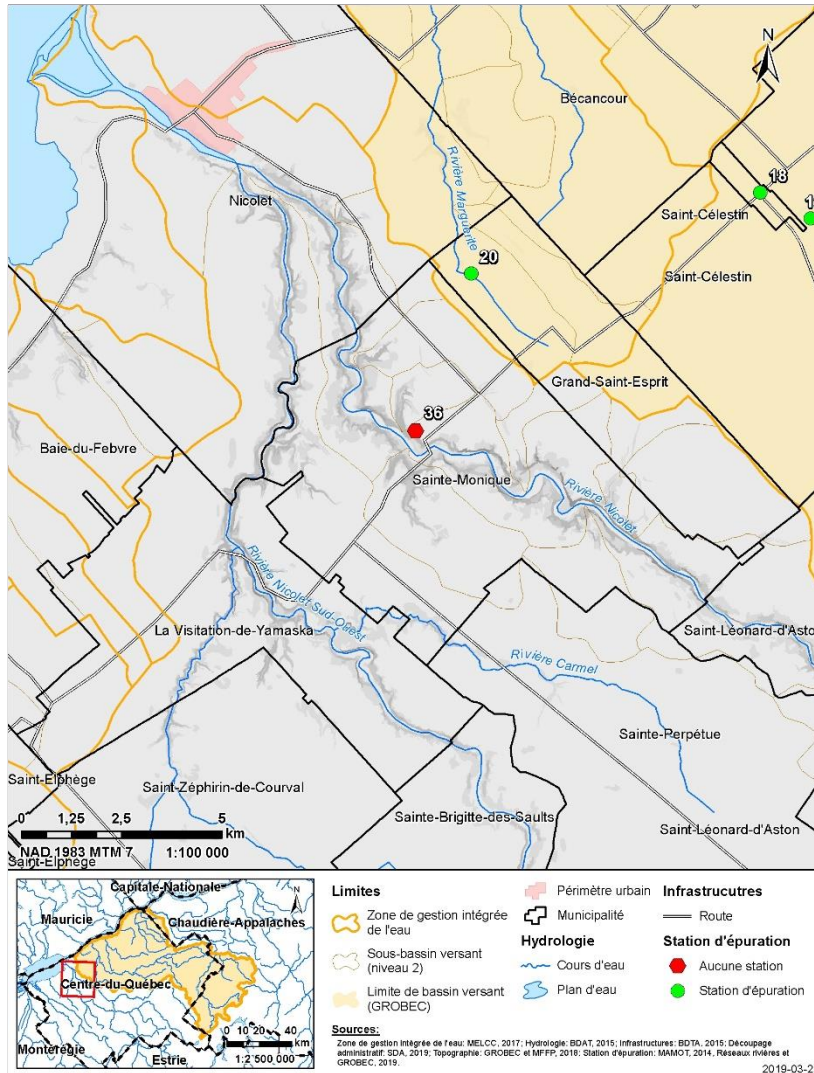 N
Bécancour
18
Saint-Célestin
Rivière Marguerite
Nicolet
20
Saint-Célestin
Grand-Saint-Esprit
36
Baie-du-Febvre
Sainte-Monique
Rivière Nicolet
Rivière Nicolet Sud-Ouest
La Visitation-de-Yamaska
Saint-Léonard-d'Aston
Rivière Carmel
Sainte-Perpétue
Saint-Elphège
Saint-Zéphirin-de-Courval
Sainte-Brigitte-des-Saults
Saint-Léonard-d'Aston
0 1,25 2,5 5
km
NAD 1983 MTM 7 1:100 000
Saint-Elphège
Capitale-Nationale
N
Mauricie
Chaudière-Appalaches
Centre-du-Québec
Montérégie
Estrie
0 10 20 40
km
1:2 500 000
Limites
Zone de gestion intégrée
de l'eau
Sous-bassin versant
(niveau 2)
Limite de bassin versant
(GROBEC)
Périmètre urbain
Municipalité
Hydrologie
Cours d'eau
Plan d'eau
Infrastrucutres
Route
Station d'épuration
Aucune station
Station d'épuration
Sources:
Zone de gestion intégrée de l'eau: MELCC, 2017; Hydrologie: BDAT, 2015; Infrastructures: BDTA, 2015; Découpage
administratif: SDA, 2019; Topographie: GROBEC et MFFP, 2018; Station d'épuration: MAMOT, 2014, Réseaux rivières et
GROBEC, 2019.